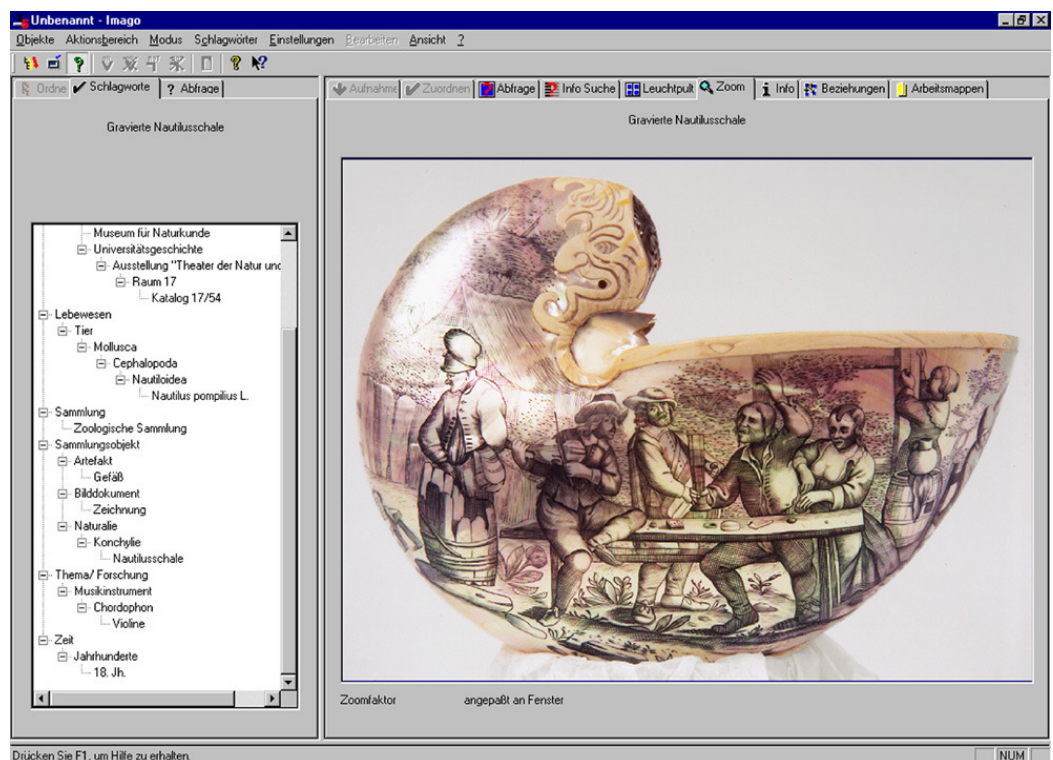 Unbenannt - Imago
Objekte Aktionsbereich Modus Schlagwörter Einstellungen Bearbeiten Ansicht ?
Ordne Schlagworte ? Abfrage
Aufnahme Zuordnen Abfrage Info Suche Leuchtpult Zoom Info Beziehungen Arbeitsmappen
Gravierte Nautilusschale
Gravierte Nautilusschale
Museum für Naturkunde
Universitätsgeschichte
Ausstellung "Theater der Natur und
Raum 17
Katalog 17/54
Lebewesen
Tier
Mollusca
Cephalopoda
Nautiloidea
Nautilus pompilius L.
Sammlung
Zoologische Sammlung
Sammlungsobjekt
Artefakt
Gefäß
Bilddokument
Zeichnung
Naturalie
Konchylie
Nautilusschale
Thema/ Forschung
Musikinstrument
Chordophon
Violine
Zeit
Jahrhunderte
18. Jh.
Zoomfaktor angepaßt an Fenster
Drücken Sie F1, um Hilfe zu erhalten.
NUM